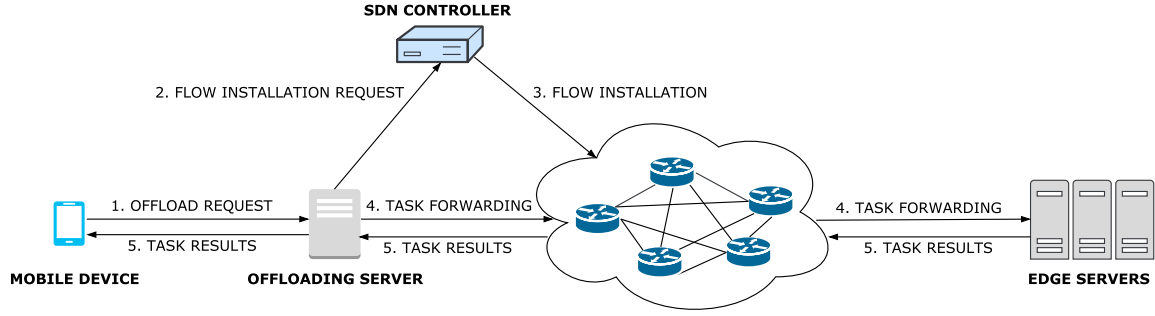 SDN CONTROLLER
2. FLOW INSTALLATION REQUEST
3. FLOW INSTALLATION
1. OFFLOAD REQUEST
4. TASK FORWARDING
4. TASK FORWARDING
5. TASK RESULTS
5. TASK RESULTS
5. TASK RESULTS
MOBILE DEVICE
OFFLOADING SERVER
EDGE SERVERS